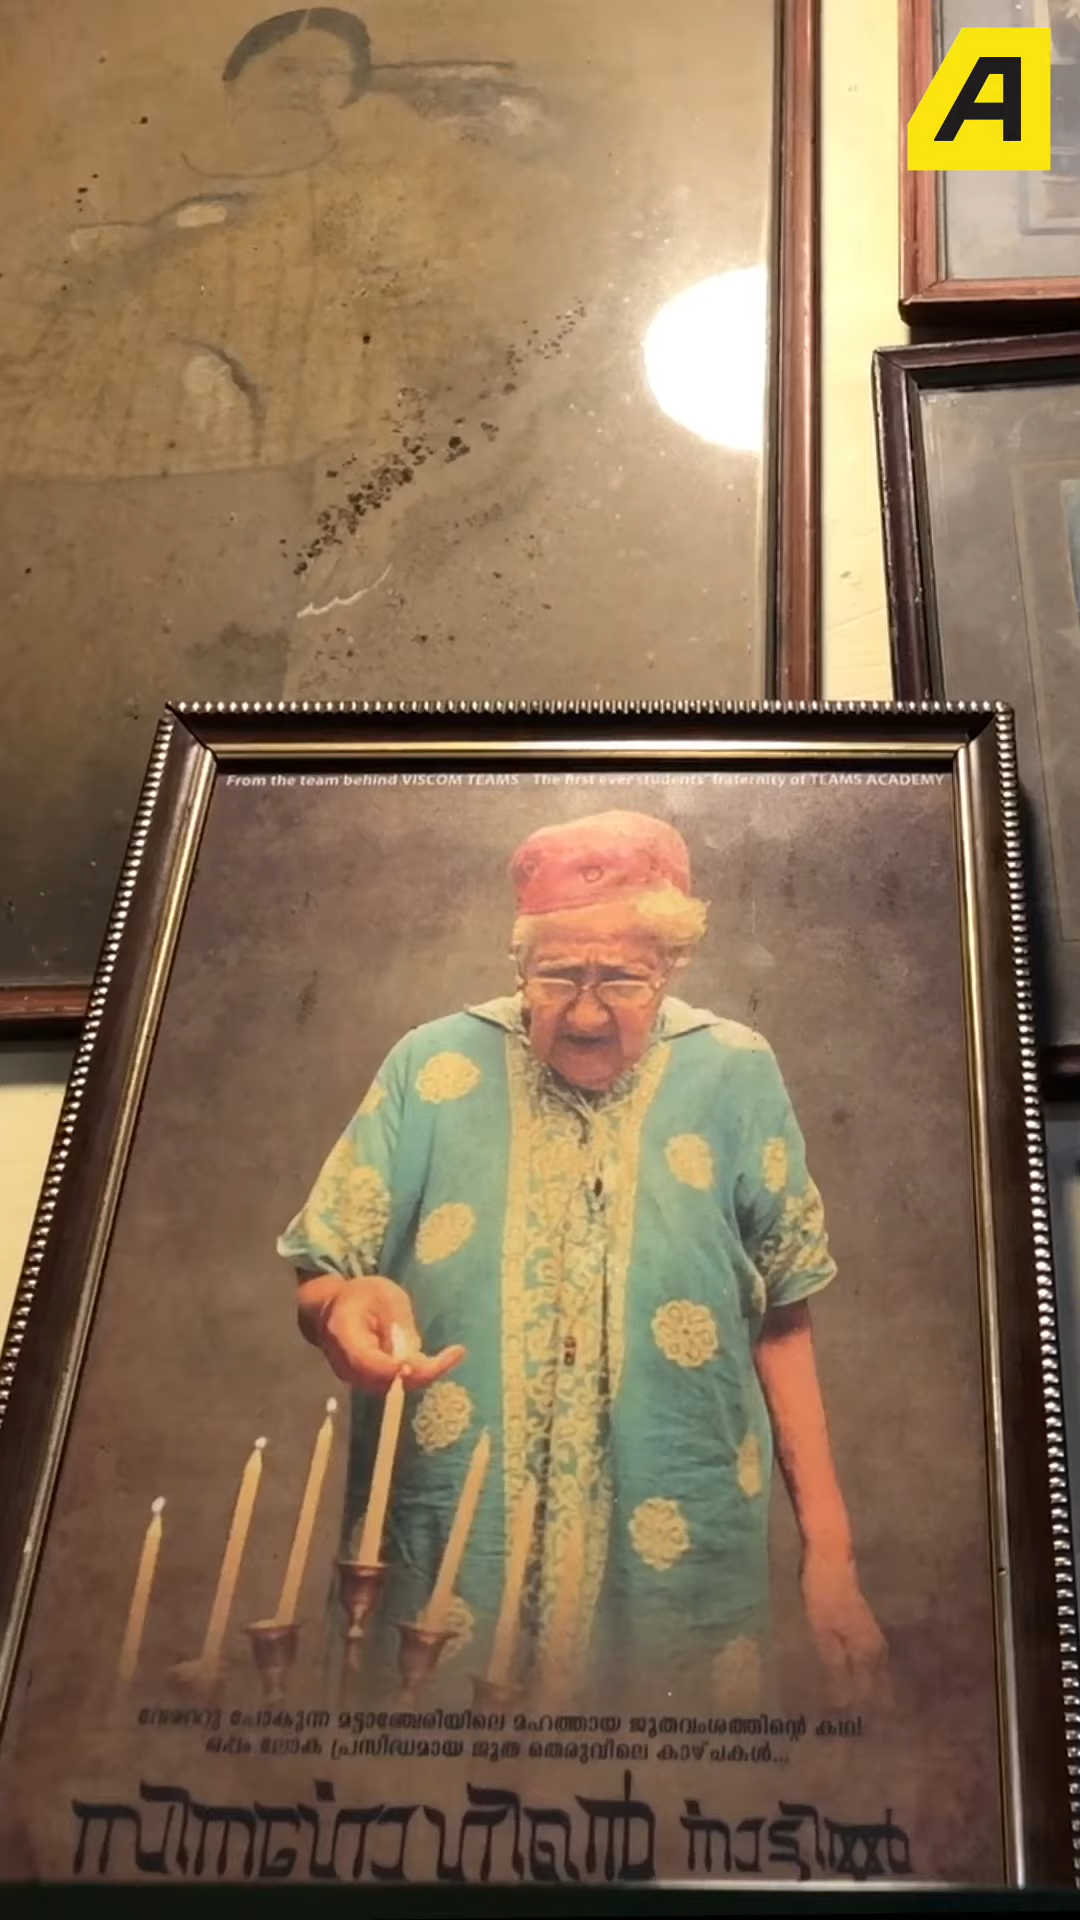 A
From the team behind VISCOM TEAMS The first ever students' fraternity of TEAMS ACADEMY
പോകുന്ന മട്ടാഞ്ചേരിയിലെ മഹത്തായ ജൂതവംശത്തിന്റെ കഥ!
ഒപ്പം ലോക പ്രസിദ്ധമായ ജൂത തെരുവിലെ കാഴ്ചകൾ...
സിനഗോഗിന്റെ നാട്ടിൽ